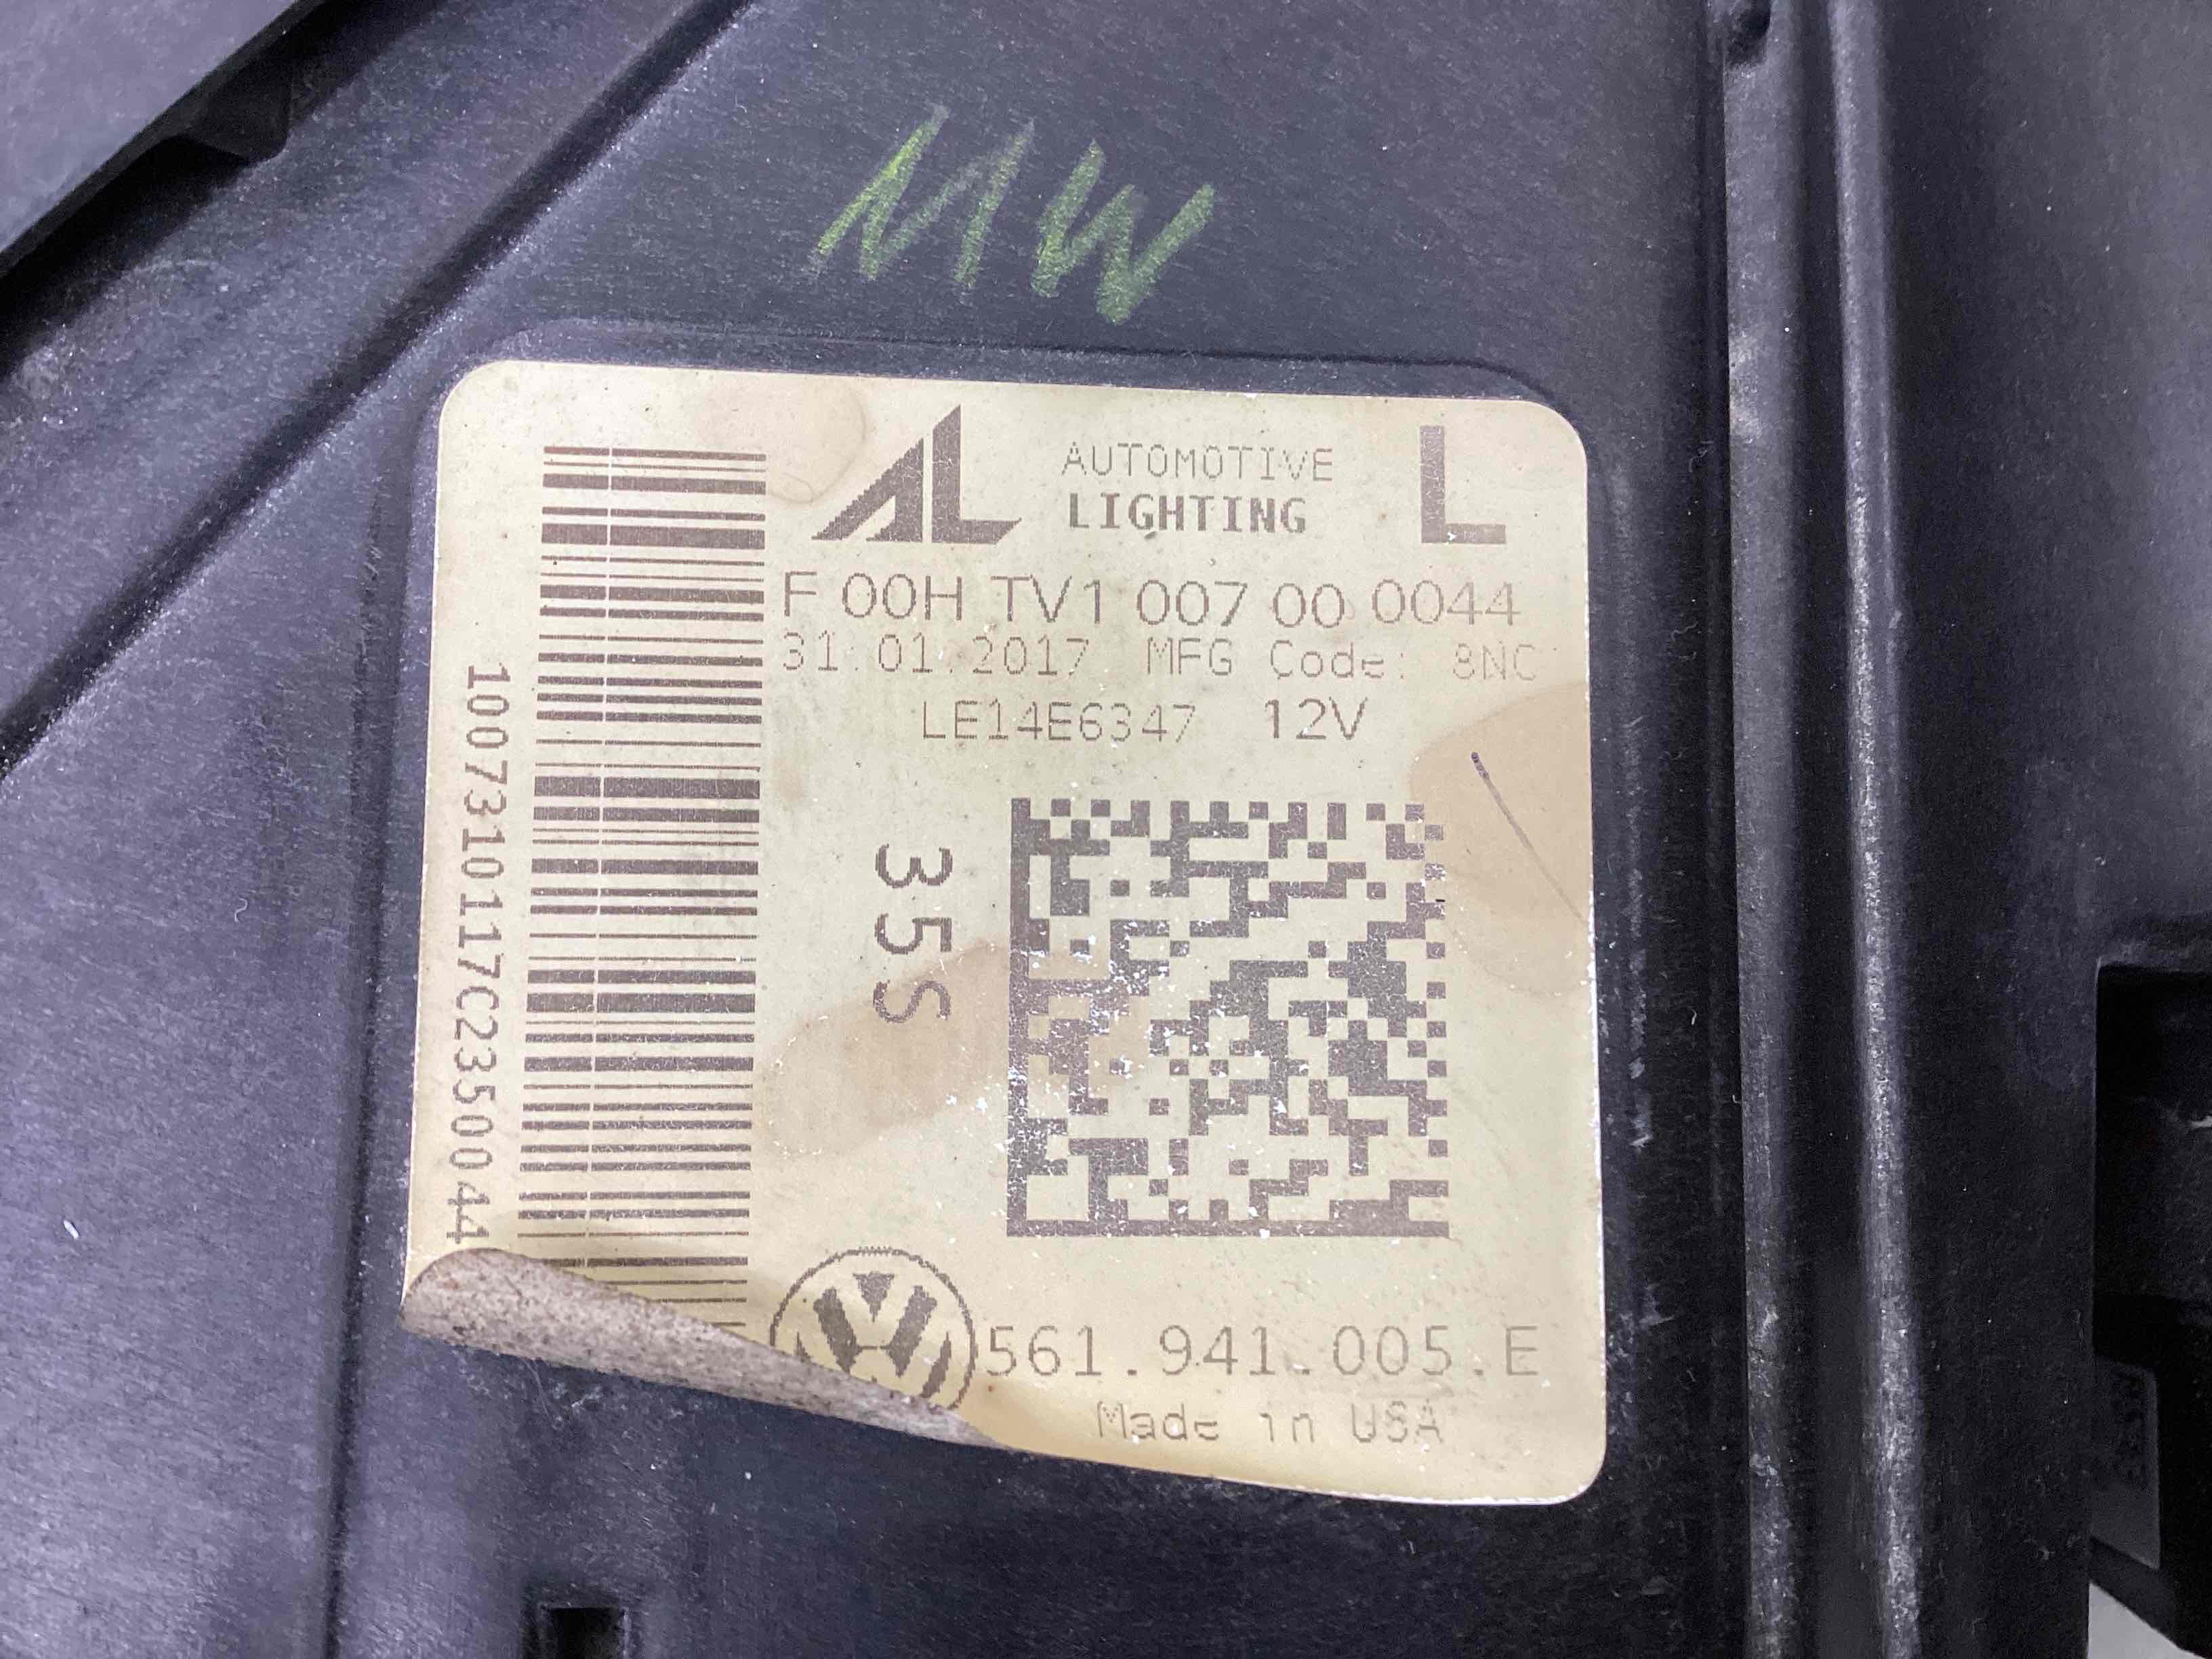 MW
AL AUTOMOTIVE L
LIGHTING
F 00H TV1 007 00 0044
31.01.2017 MFG Code: 8NC
LE14E6347 12V
1007310117C2350044
35S
561.941.005.E
Made in USA